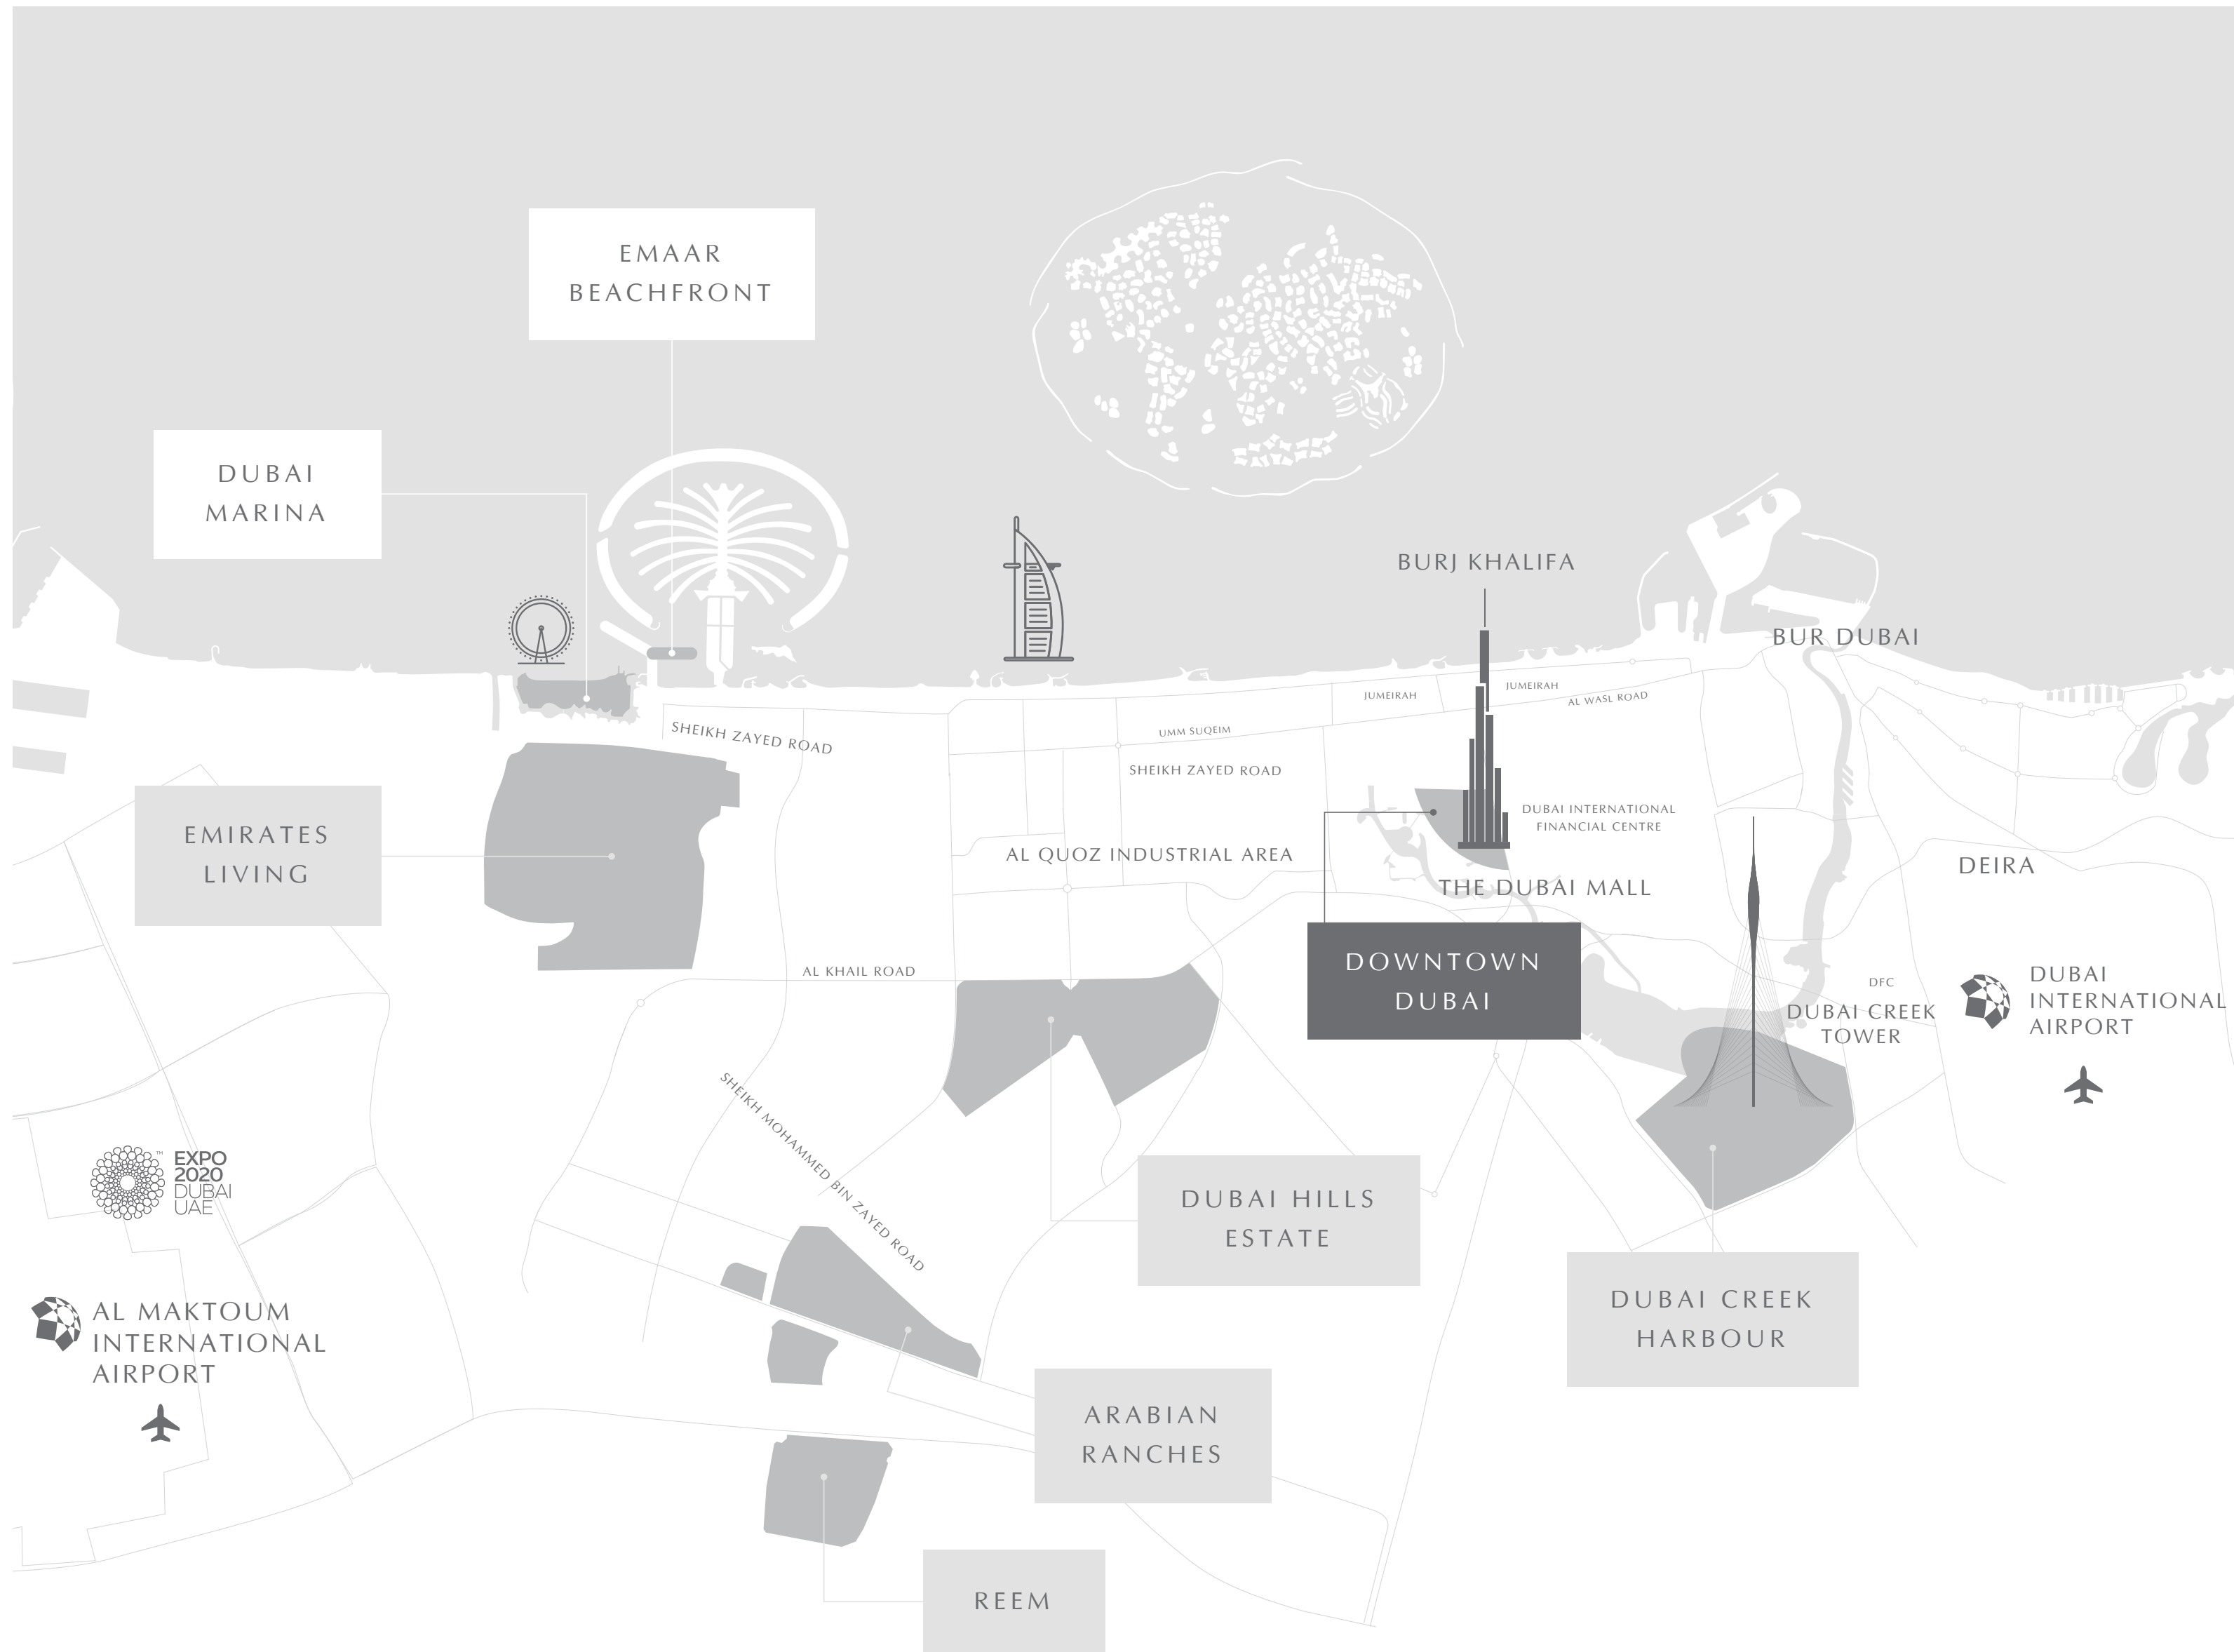 EMAAR
BEACHFRONT
DUBAI
MARINA
BURJ KHALIFA
BUR DUBAI
JUMEIRAH
JUMEIRAH
AL WASL ROAD
SHEIKH ZAYED ROAD
UMM SUQEIM
SHEIKH ZAYED ROAD
DUBAI INTERNATIONAL
FINANCIAL CENTRE
EMIRATES
LIVING
AL QUOZ INDUSTRIAL AREA
DEIRA
THE DUBAI MALL
DOWNTOWN
DUBAI
AL KHAIL ROAD
DFC
DUBAI CREEK
TOWER
DUBAI
INTERNATIONAL
AIRPORT
SHEIKH MOHAMMED BIN ZAYED ROAD
EXPO
2020
DUBAI
UAE
TM
DUBAI HILLS
ESTATE
DUBAI CREEK
HARBOUR
AL MAKTOUM
INTERNATIONAL
AIRPORT
ARABIAN
RANCHES
REEM